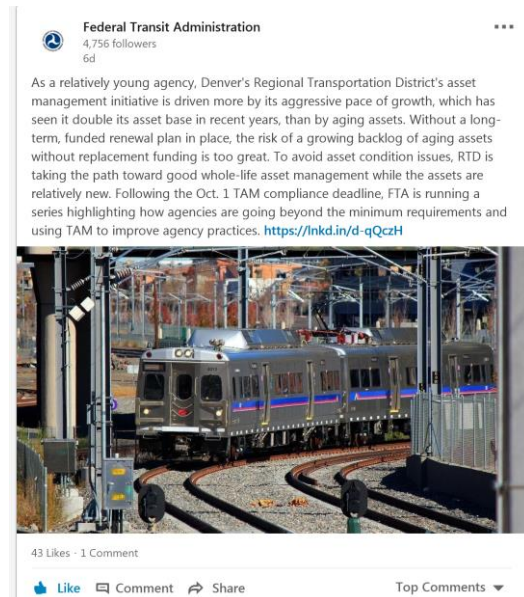 Federal Transit Administration
4,756 followers
6d
As a relatively young agency, Denver's Regional Transportation District's asset
management initiative is driven more by its aggressive pace of growth, which has
seen it double its asset base in recent years, than by aging assets. Without a long-
term, funded renewal plan in place, the risk of a growing backlog of aging assets
without replacement funding is too great. To avoid asset condition issues, RTD is
taking the path toward good whole-life asset management while the assets are
relatively new. Following the Oct. 1 TAM compliance deadline, FTA is running a
series highlighting how agencies are going beyond the minimum requirements and
using TAM to improve agency practices. https://lnkd.in/d-qQczH
43 Likes · 1 Comment
Like Comment Share Top Comments